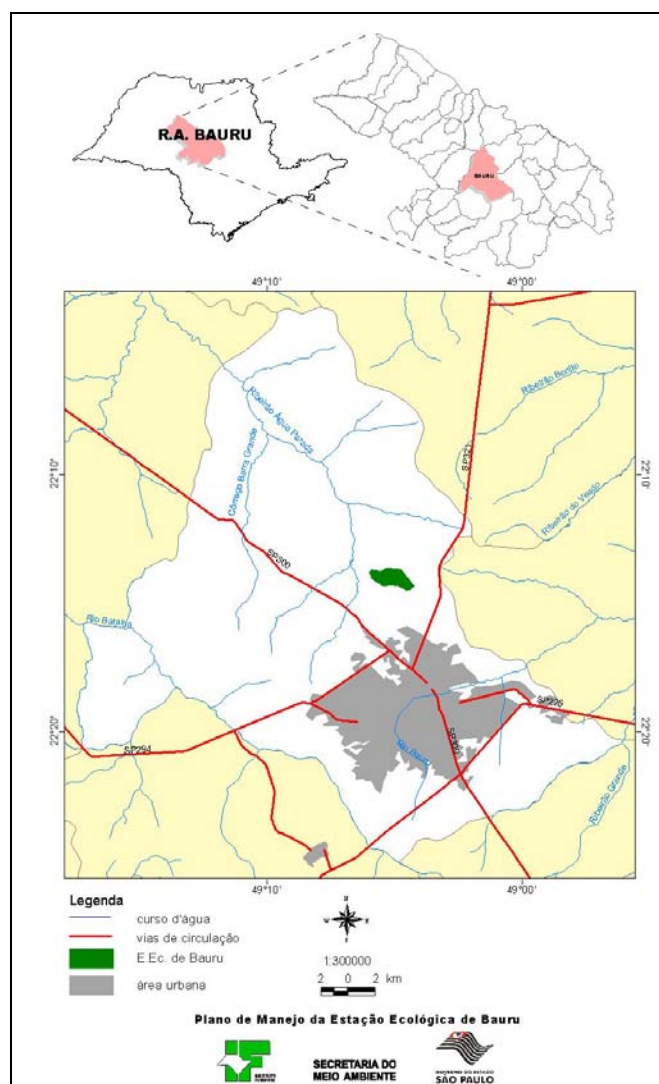 R.A. BAURU
BAURU
49°10'
49°00'
22°10'
22°10'
Ribeirão Água Parada
Córrego Barra Grande
Ribeirão Bonito
Ribeirão do Veado
SP321
SP300
Rio Batalha
22°20'
22°20'
SP294
Rio Bauru
Ribeirão Grande
49°10'
49°00'
Legenda
curso d'água
vias de circulação
E.Ec. de Bauru
área urbana
1:300000
2 0 2 km
Plano de Manejo da Estação Ecológica de Bauru
SECRETARIA DO
MEIO AMBIENTE
GOVERNO DO ESTADO
SÃO PAULO